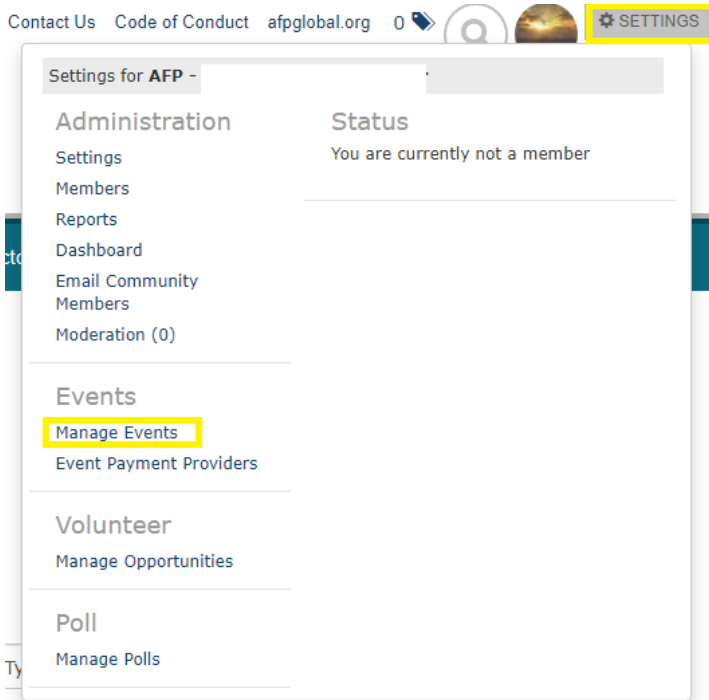 Contact Us Code of Conduct afpglobal.org 0 SETTINGS
Settings for AFP -
Administration
Settings
Members
Reports
Dashboard
Email Community
Members
Moderation (0)
Status
You are currently not a member
Events
Manage Events
Event Payment Providers
Volunteer
Manage Opportunities
Poll
Manage Polls